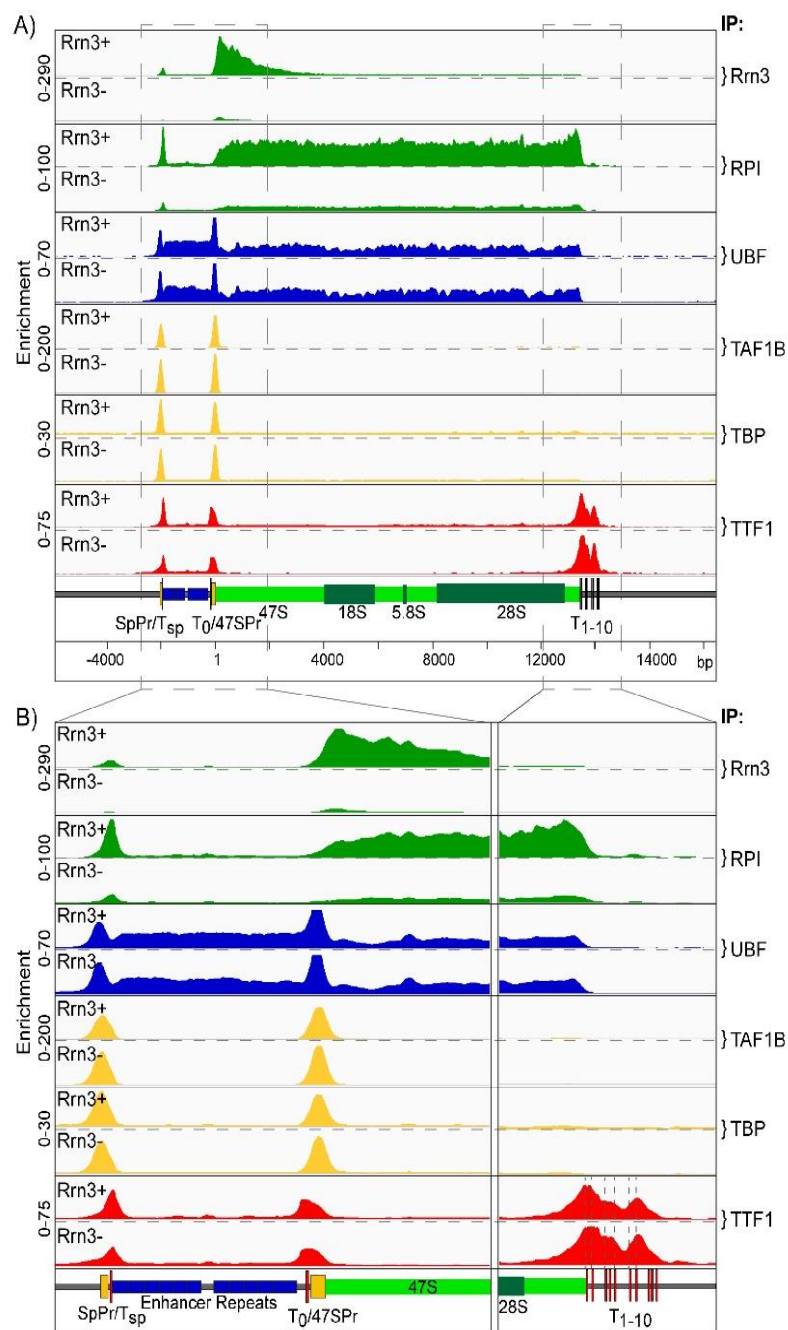 A)
IP:
Rrn3+
0-290
Rrn3-
}Rrn3
Rrn3+
0-100
Rrn3-
}RPI
Rrn3+
0-70
Rrn3-
}UBF
Enrichment
Rrn3+
0-200
Rrn3-
}TAF1B
Rrn3+
0-30
Rrn3-
}TBP
Rrn3+
0-75
Rrn3-
}TTF1
47S 18S 5.8S 28S
SpPr/Tsp T0/47SPr T1-10
-4000 1 4000 8000 12000 14000 bp
B)
IP:
Rrn3+
0-290
Rrn3-
}Rrn3
Rrn3+
0-100
Rrn3-
}RPI
Rrn3+
0-70
Rrn3-
}UBF
Enrichment
Rrn3+
0-200
Rrn3-
}TAF1B
Rrn3+
0-30
Rrn3-
}TBP
Rrn3+
0-75
Rrn3-
}TTF1
47S 28S
SpPr/Tsp Enhancer Repeats T0/47SPr T1-10